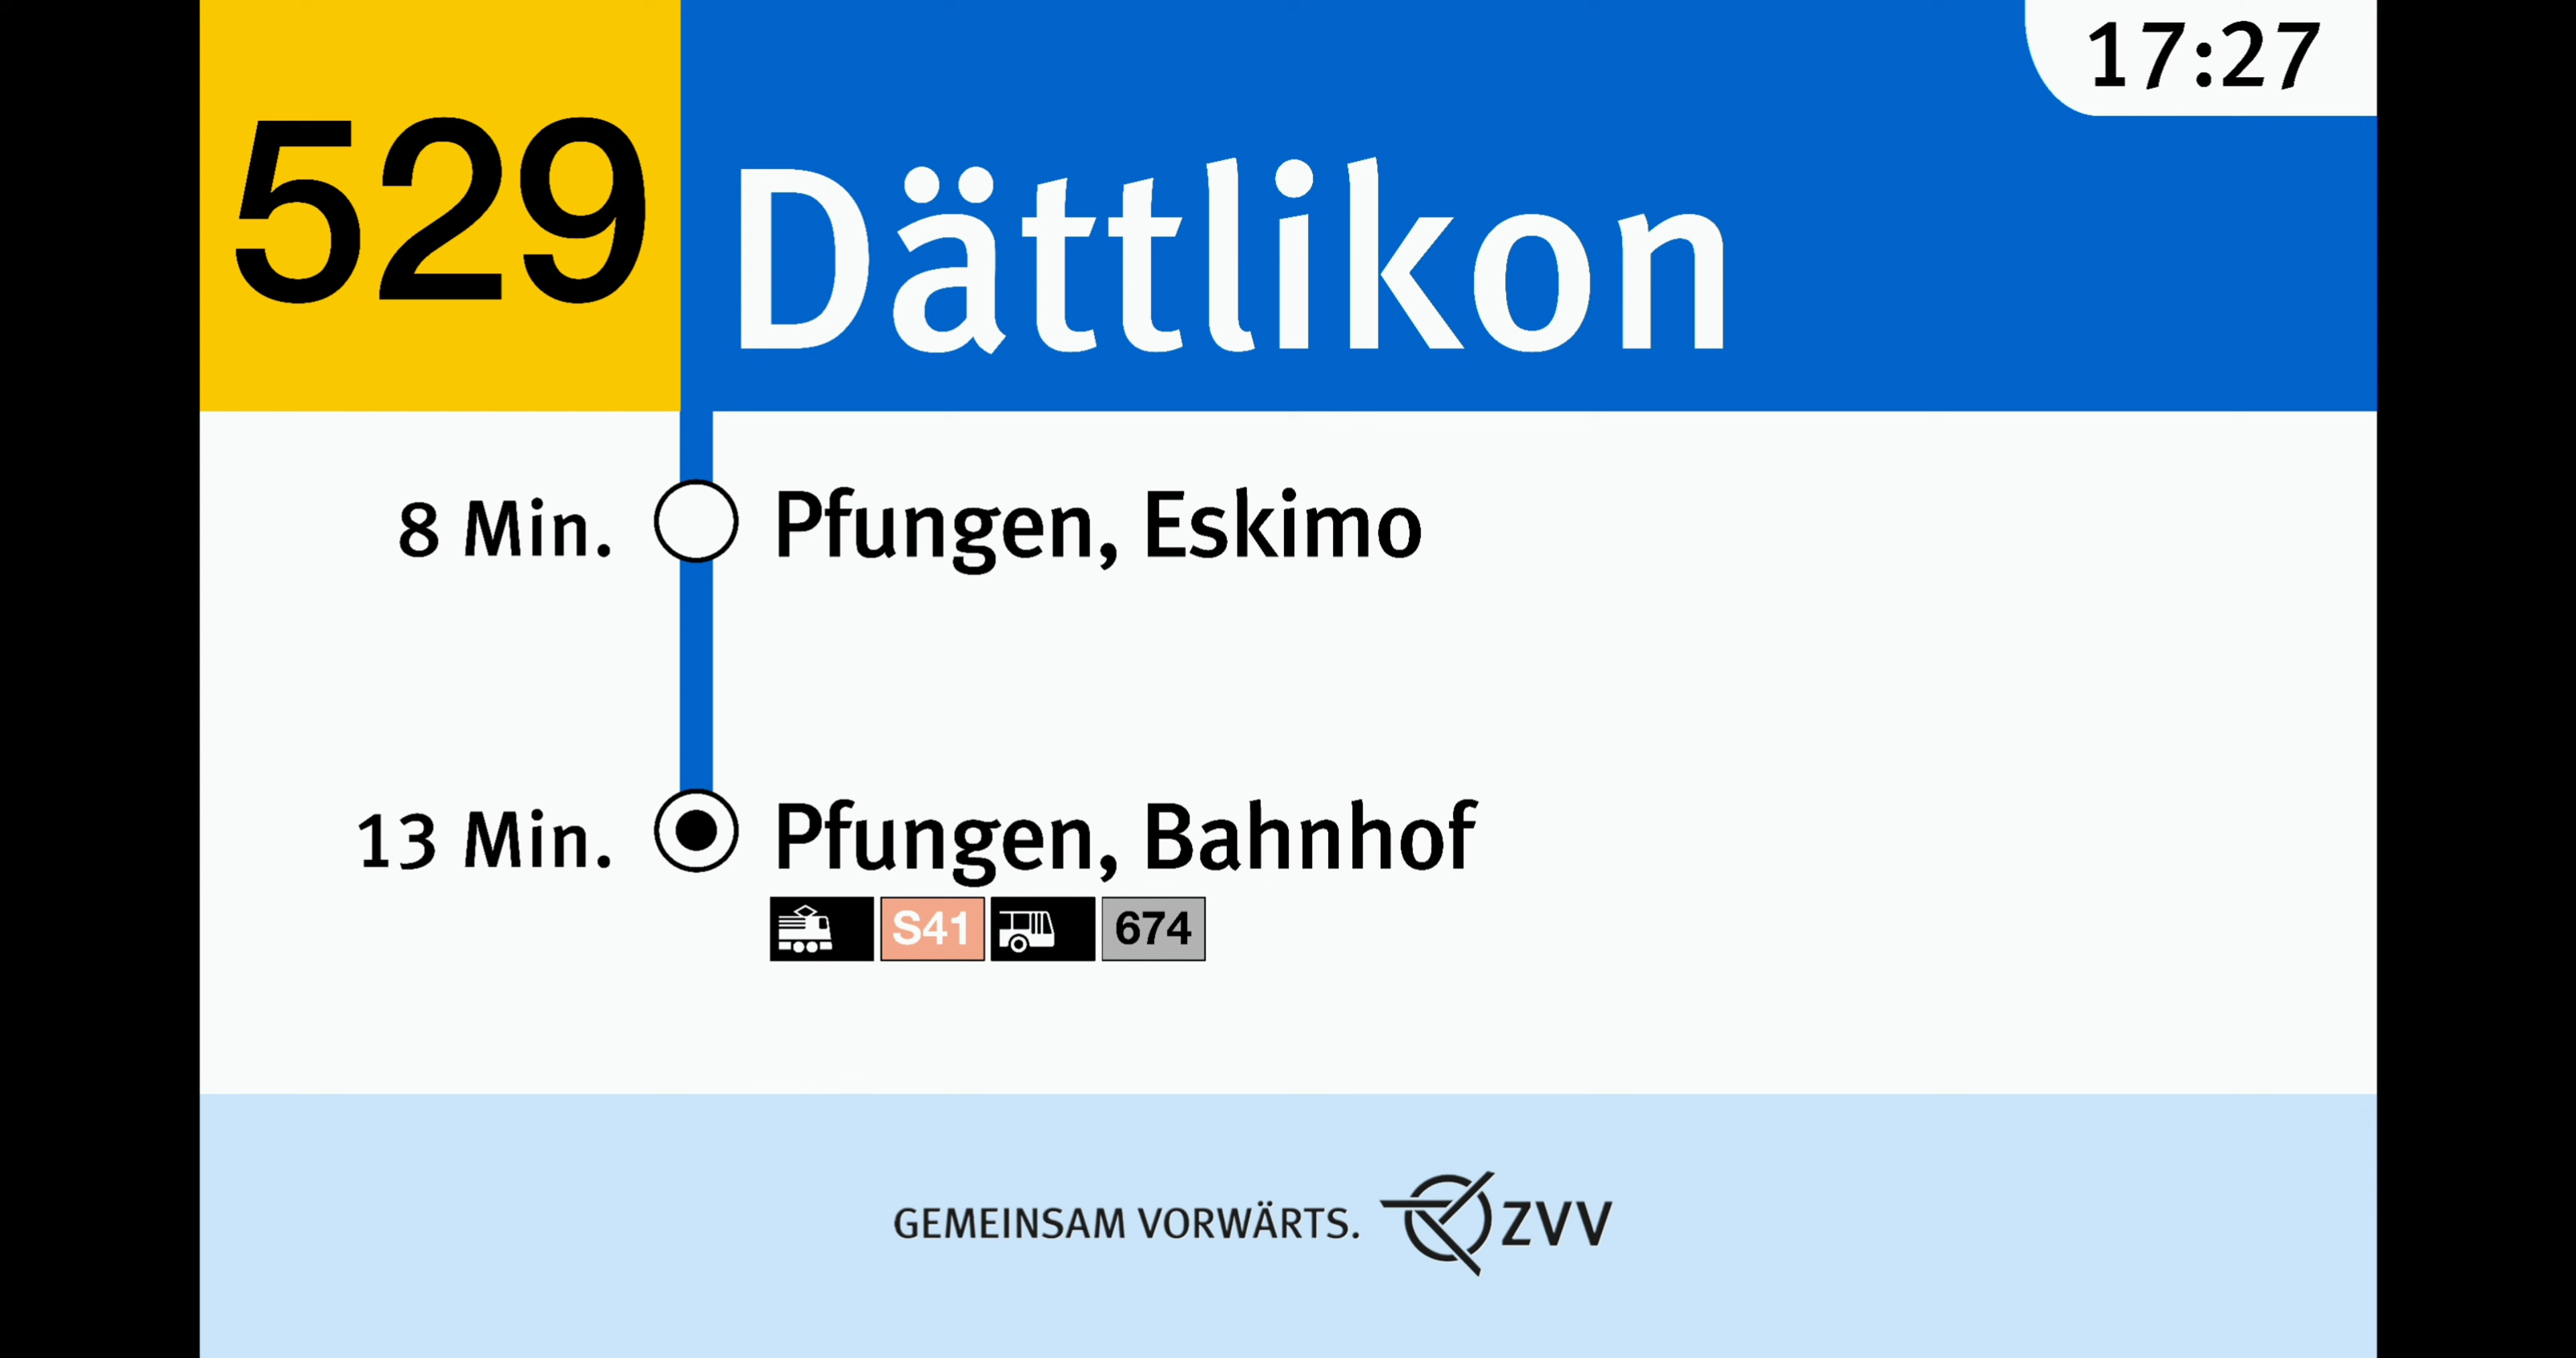 529
Dättlikon
17:27
8 Min. Pfungen, Eskimo
13 Min. Pfungen, Bahnhof
S41 674
GEMEINSAM VORWÄRTS. ZVV